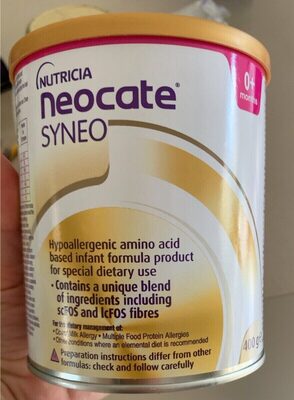 NUTRICIA
neocate®
SYNEO
0+
months
Hypoallergenic amino acid
based infant formula product
for special dietary use
• Contains a unique blend
of ingredients including
scFOS and lcFOS fibres
For the dietary management of:
• Cow's Milk Allergy • Multiple Food Protein Allergies
• Other conditions where an elemental diet is recommended
Preparation instructions differ from other
formulas: check and follow carefully
400g